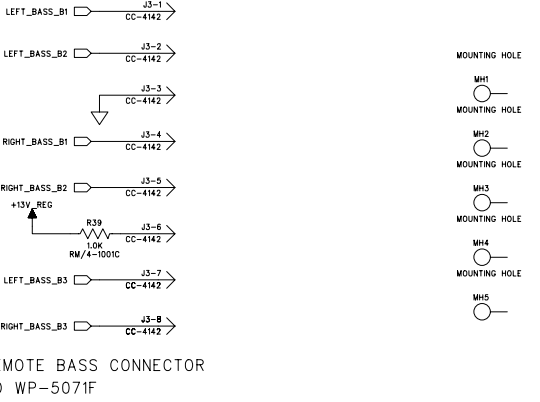 LEFT_BASS_B1
J3-1
CC-4142
LEFT_BASS_B2
J3-2
CC-4142
J3-3
CC-4142
RIGHT_BASS_B1
J3-4
CC-4142
RIGHT_BASS_B2
J3-5
CC-4142
+13V_REG
R39
1.0K
RM/4-1001C
J3-6
CC-4142
LEFT_BASS_B3
J3-7
CC-4142
RIGHT_BASS_B3
J3-8
CC-4142
EMOTE BASS CONNECTOR
WP-5071F
MOUNTING HOLE
MH1
MOUNTING HOLE
MH2
MOUNTING HOLE
MH3
MOUNTING HOLE
MH4
MOUNTING HOLE
MH5